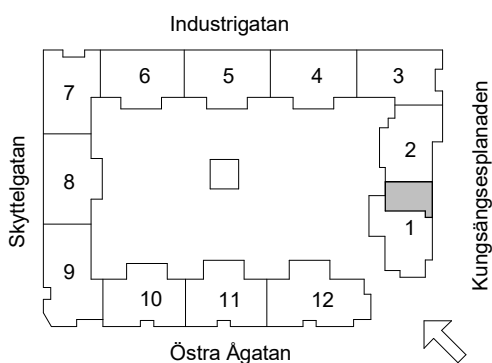 Industrigatan
6 5 4 3
7
2
8
1
9
10 11 12
Skyttelgatan
Kungsängsesplanaden
Östra Ågatan